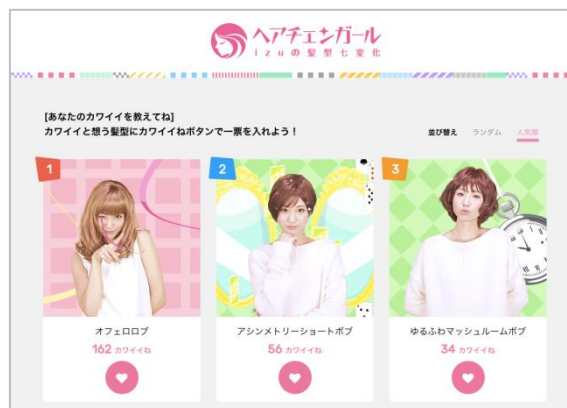 ヘアチェンガール
izuの髪型七変化
[あなたのカワイイを教えてね]
カワイイと想う髪型にカワイイねボタンで一票を入れよう！
並び替え ランダム 人気順
1
2
3
オフェロロブ
アシンメトリーショートボブ
ゆるふわマッシュルームボブ
162 カワイイね
56 カワイイね
34 カワイイね